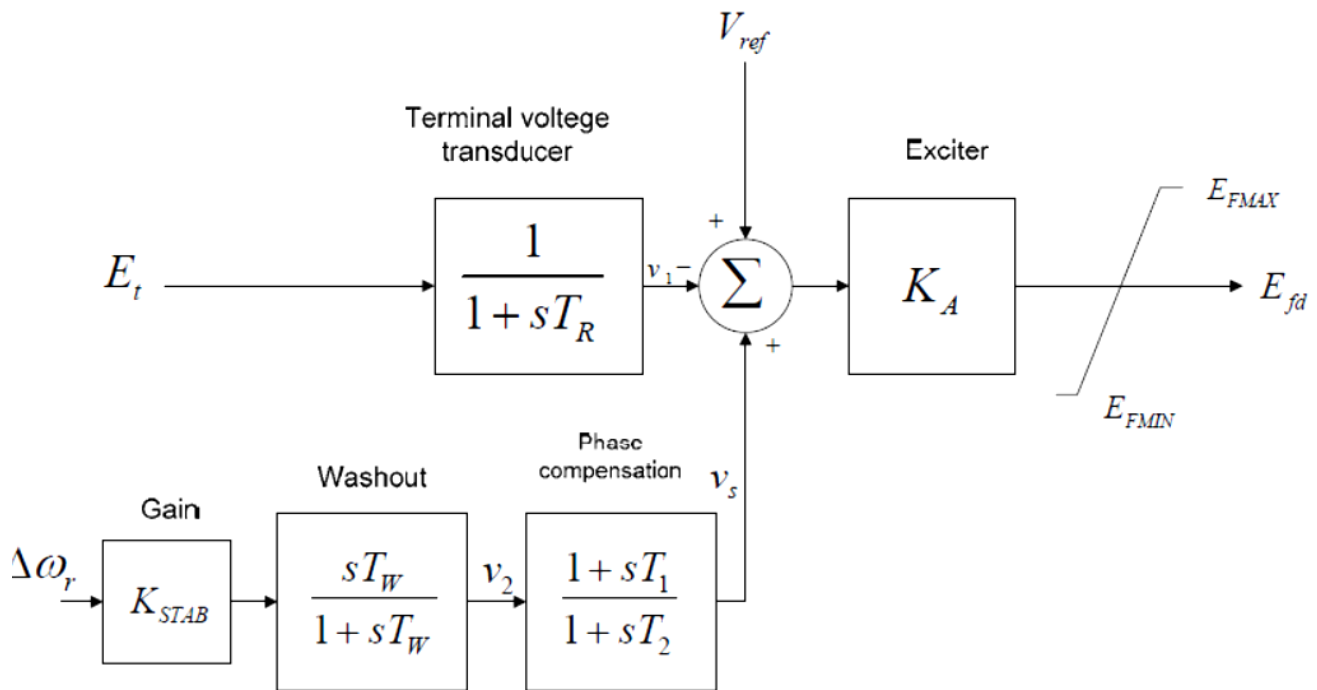 V_ref
Terminal voltege
transducer
Exciter
E_t
1
1 + sT_R
v_1
−
+
Σ
+
K_A
E_FMAX
E_fd
E_FMIN
Phase
compensation
Washout
Gain
v_s
Δω_r
K_STAB
sT_W
1 + sT_W
v_2
1 + sT_1
1 + sT_2